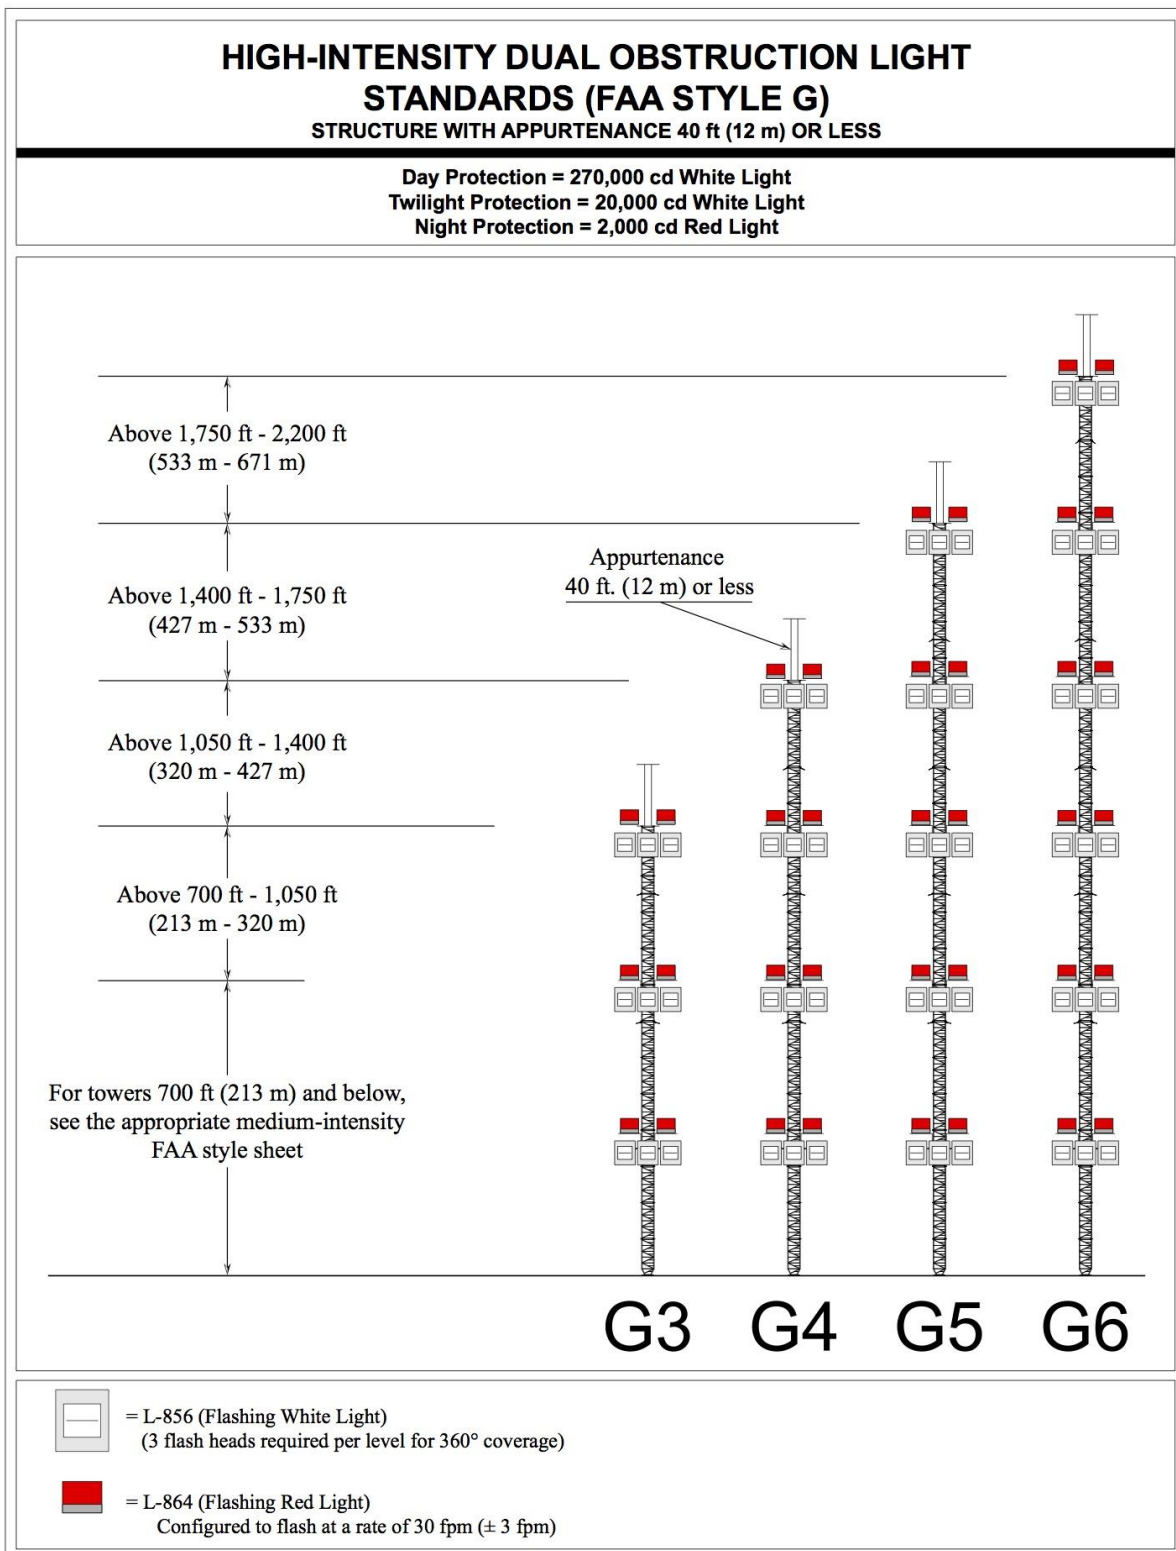 HIGH-INTENSITY DUAL OBSTRUCTION LIGHT
STANDARDS (FAA STYLE G)
STRUCTURE WITH APPURTENANCE 40 ft (12 m) OR LESS
Day Protection = 270,000 cd White Light
Twilight Protection = 20,000 cd White Light
Night Protection = 2,000 cd Red Light
Above 1,750 ft - 2,200 ft
(533 m - 671 m)
Appurtenance
40 ft. (12 m) or less
Above 1,400 ft - 1,750 ft
(427 m - 533 m)
Above 1,050 ft - 1,400 ft
(320 m - 427 m)
Above 700 ft - 1,050 ft
(213 m - 320 m)
For towers 700 ft (213 m) and below,
see the appropriate medium-intensity
FAA style sheet
G3 G4 G5 G6
= L-856 (Flashing White Light)
(3 flash heads required per level for 360° coverage)
= L-864 (Flashing Red Light)
Configured to flash at a rate of 30 fpm (± 3 fpm)